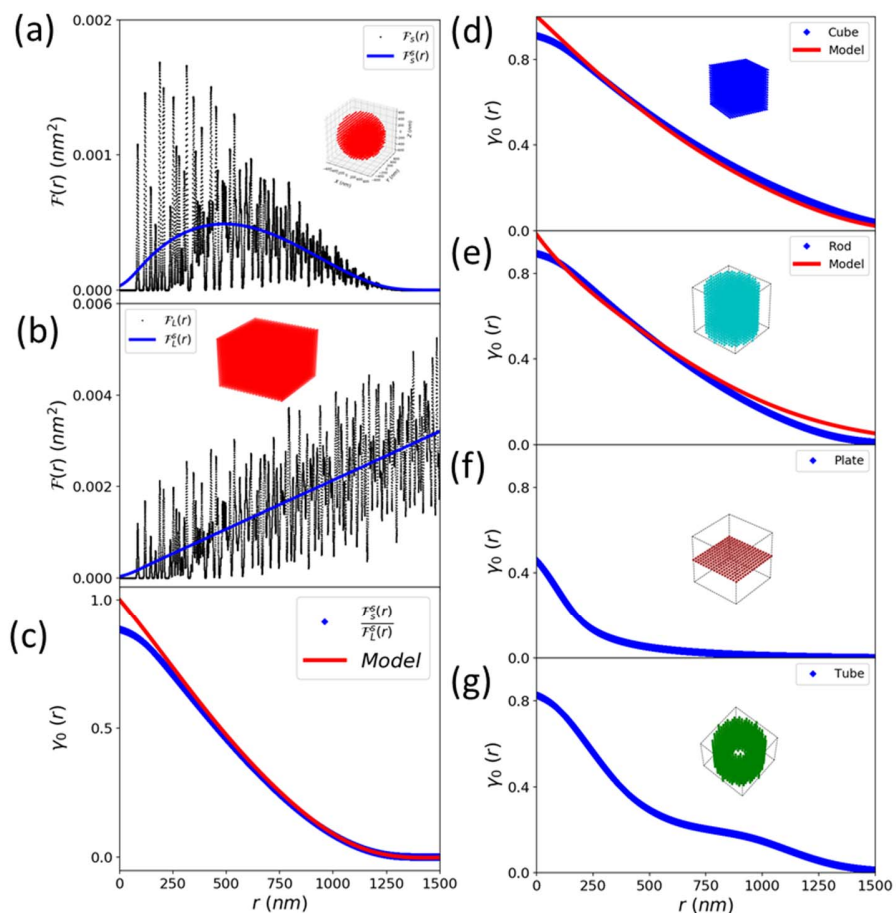 (a)
0.002
0.001
0.000
F(r) (nm²)
F_S(r)
F_S^s(r)
X (nm)
Y (nm)
Z (nm)
(b)
0.006
0.004
0.002
0.000
F(r) (nm²)
F_L(r)
F_L^s(r)
(c)
1.0
0.5
0.0
γ₀ (r)
F_S^s(r)
F_L^s(r)
Model
0 250 500 750 1000 1250 1500
r (nm)
(d)
0.8
0.4
0.0
γ₀ (r)
Cube
Model
(e)
0.8
0.4
0.0
γ₀ (r)
Rod
Model
(f)
0.8
0.4
0.0
γ₀ (r)
Plate
(g)
0.8
0.4
0.0
γ₀ (r)
Tube
0 250 500 750 1000 1250 1500
r (nm)